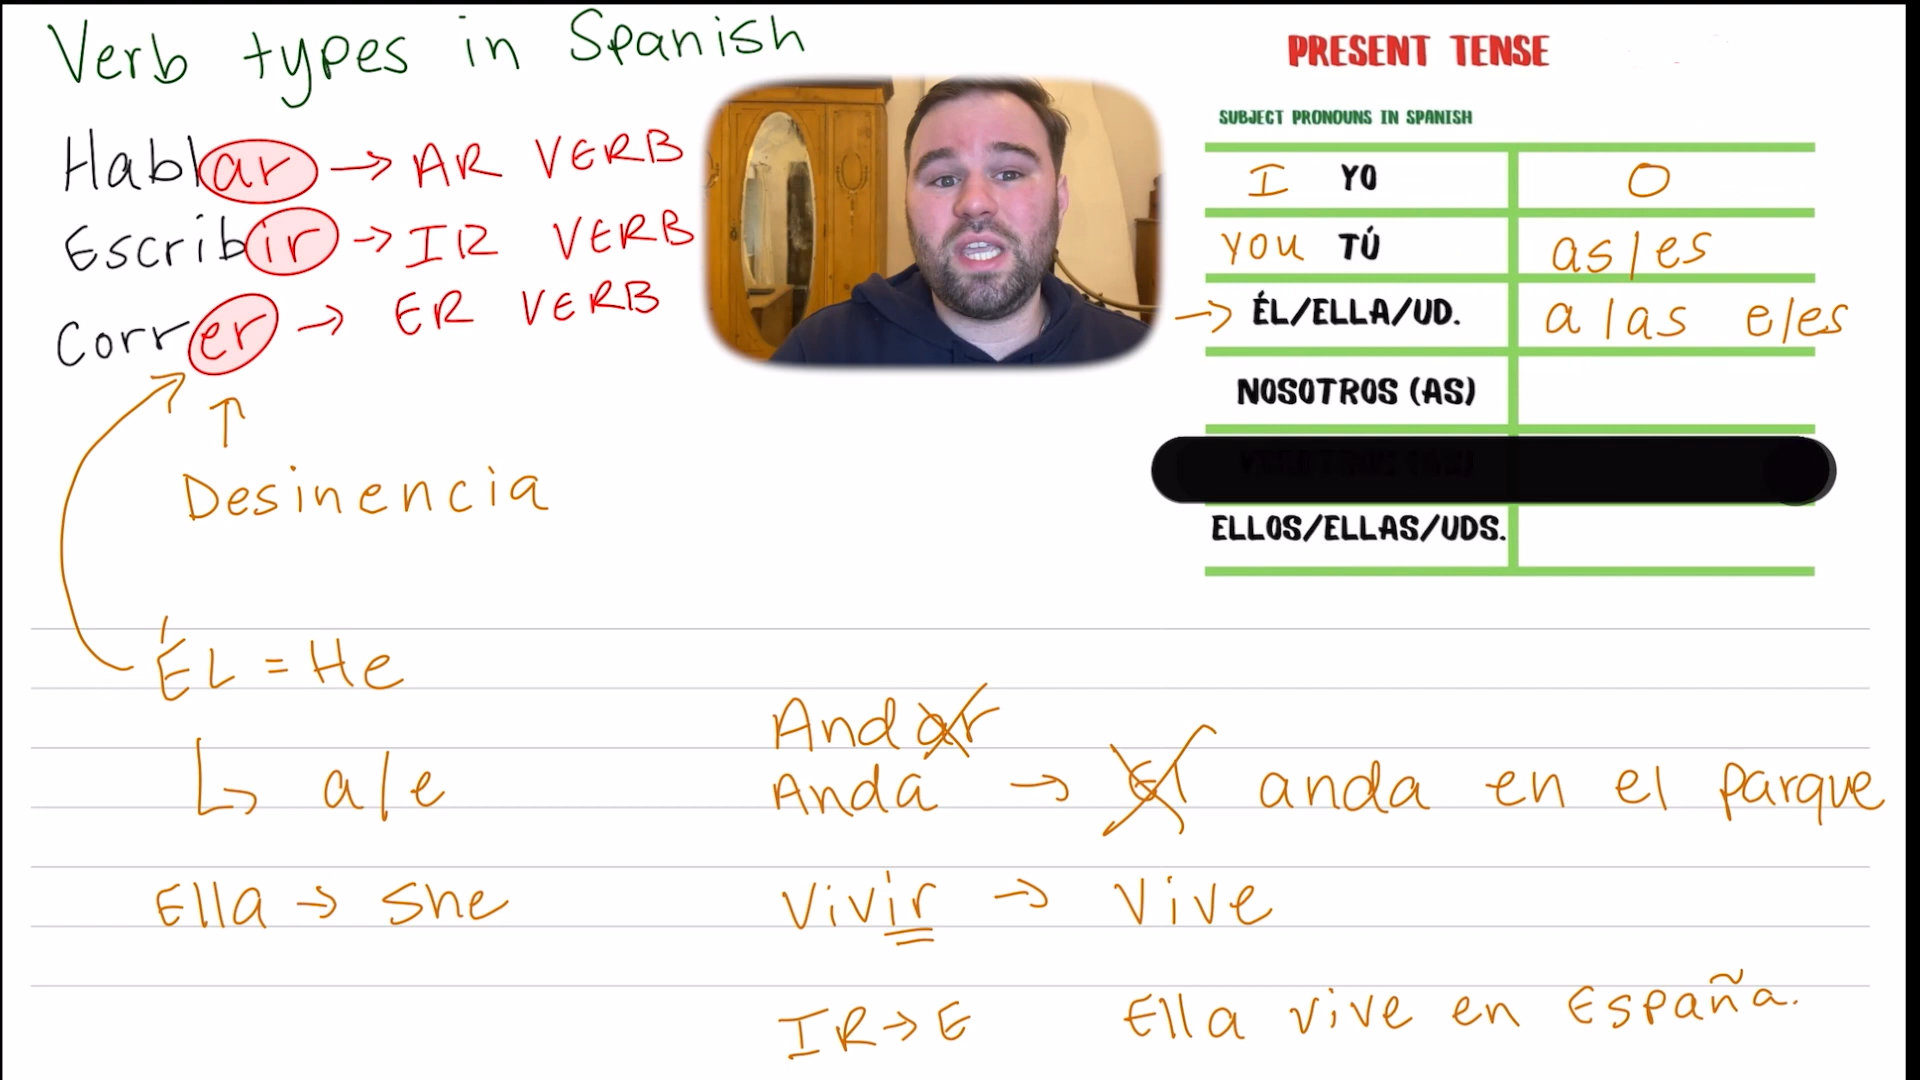 Verb types in Spanish
Hablar → AR VERB
Escribir → IR VERB
Correr → ER VERB
↑
Desinencia
PRESENT TENSE
SUBJECT PRONOUNS IN SPANISH
I YO O
YOU TÚ as/es
→ ÉL/ELLA/UD. a/as e/es
NOSOTROS (AS)
ELLOS/ELLAS/UDS.
ÉL = He
↳ a/e
Ella → She
Andar
Anda → Él anda en el parque
Vivir → Vive
IR → E Ella vive en España.